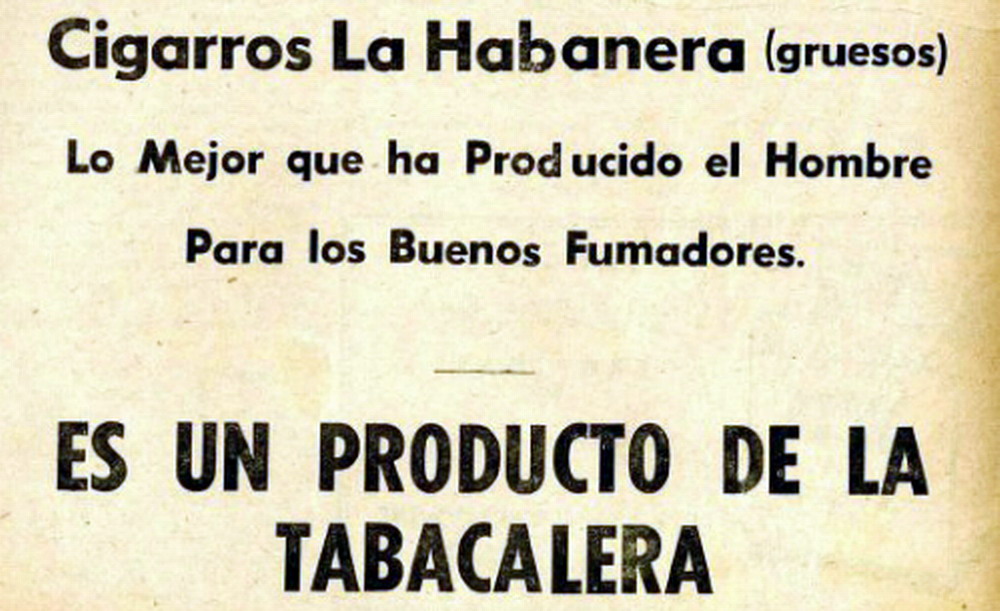 Cigarros La Habanera (gruesos)
Lo Mejor que ha Producido el Hombre
Para los Buenos Fumadores.
ES UN PRODUCTO DE LA
TABACALERA